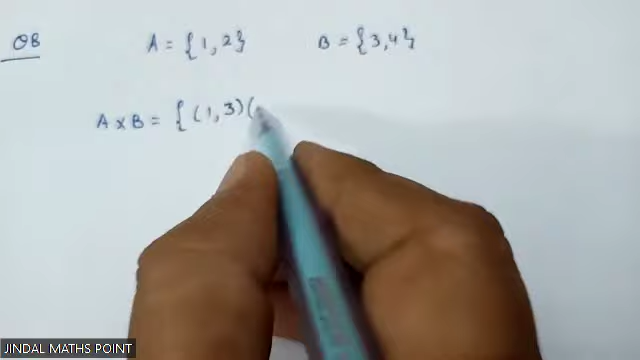 Q8 A = {1,2} B = {3,4}
A × B = { (1,3) (
JINDAL MATHS POINT